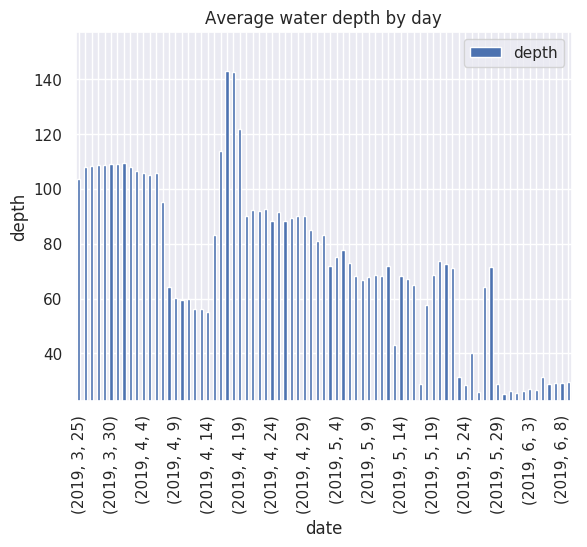 Average water depth by day
depth
depth
140
120
100
80
60
40
(2019, 3, 25)
(2019, 3, 30)
(2019, 4, 4)
(2019, 4, 9)
(2019, 4, 14)
(2019, 4, 19)
(2019, 4, 24)
(2019, 4, 29)
(2019, 5, 4)
(2019, 5, 9)
(2019, 5, 14)
(2019, 5, 19)
(2019, 5, 24)
(2019, 5, 29)
(2019, 6, 3)
(2019, 6, 8)
date